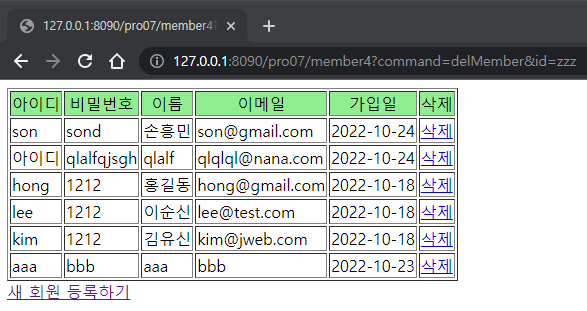 127.0.0.1:8090/pro07/member4?
127.0.0.1:8090/pro07/member4?command=delMember&id=zzz
아이디 비밀번호 이름 이메일 가입일 삭제
son sond 손흥민 son@gmail.com 2022-10-24 삭제
아이디 qlalfqjsgh qlalf qlqlql@nana.com 2022-10-24 삭제
hong 1212 홍길동 hong@gmail.com 2022-10-18 삭제
lee 1212 이순신 lee@test.com 2022-10-18 삭제
kim 1212 김유신 kim@jweb.com 2022-10-18 삭제
aaa bbb aaa bbb 2022-10-23 삭제
새 회원 등록하기